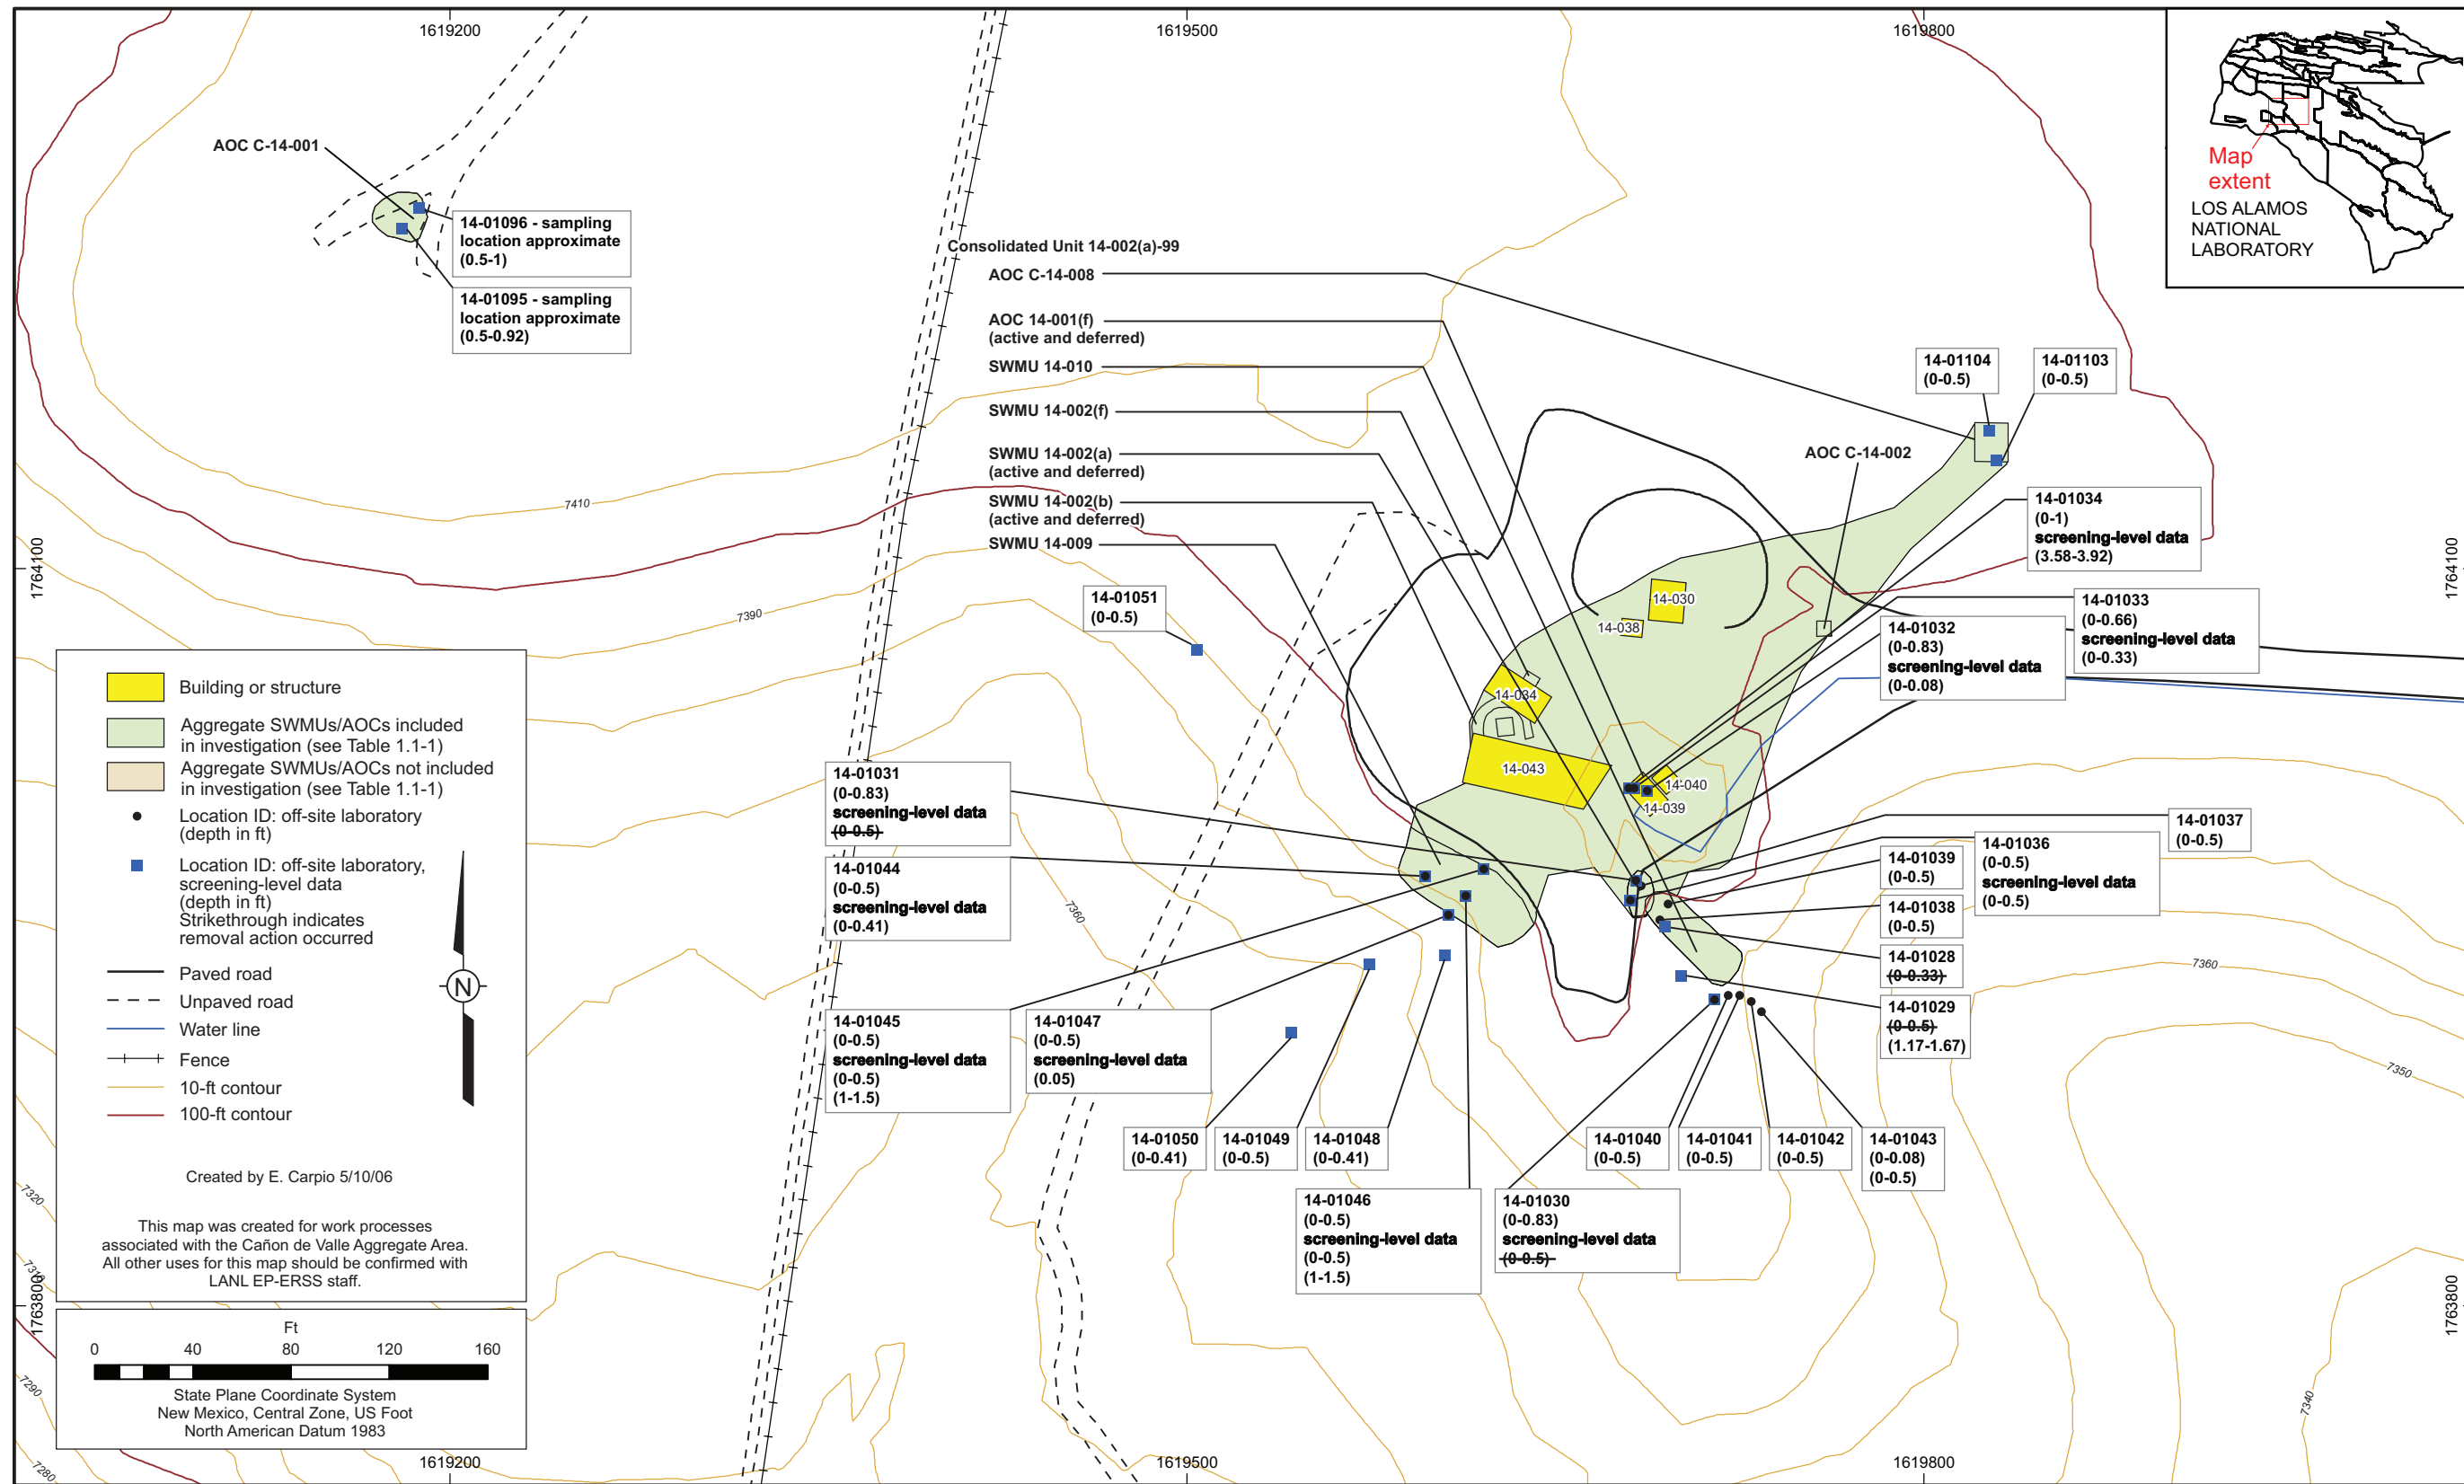 1619200
1619500
1619800
Map
extent
LOS ALAMOS
NATIONAL
LABORATORY
AOC C-14-001
14-01096 - sampling
location approximate
(0.5-1)
14-01095 - sampling
location approximate
(0.5-0.92)
Consolidated Unit 14-002(a)-99
AOC C-14-008
AOC 14-001(f)
(active and deferred)
SWMU 14-010
SWMU 14-002(f)
SWMU 14-002(a)
(active and deferred)
SWMU 14-002(b)
(active and deferred)
SWMU 14-009
14-01104
(0-0.5)
14-01103
(0-0.5)
AOC C-14-002
14-01034
(0-1)
screening-level data
(3.58-3.92)
14-01033
(0-0.66)
screening-level data
(0-0.33)
14-01032
(0-0.83)
screening-level data
(0-0.08)
1764100
1764100
7410
7390
14-01051
(0-0.5)
14-030
14-038
14-034
14-043
14-040
14-039
14-01031
(0-0.83)
screening-level data
(0-0.5)
14-01044
(0-0.5)
screening-level data
(0-0.41)
7360
14-01037
(0-0.5)
14-01036
(0-0.5)
screening-level data
(0-0.5)
14-01039
(0-0.5)
14-01038
(0-0.5)
14-01028
(0-0.33)
14-01029
(0-0.5)
(1.17-1.67)
7360
7350
14-01045
(0-0.5)
screening-level data
(0-0.5)
(1-1.5)
14-01047
(0-0.5)
screening-level data
(0.05)
14-01050
(0-0.41)
14-01049
(0-0.5)
14-01048
(0-0.41)
14-01040
(0-0.5)
14-01041
(0-0.5)
14-01042
(0-0.5)
14-01043
(0-0.08)
(0-0.5)
14-01046
(0-0.5)
screening-level data
(0-0.5)
(1-1.5)
14-01030
(0-0.83)
screening-level data
(0-0.5)
Building or structure
Aggregate SWMUs/AOCs included
in investigation (see Table 1.1-1)
Aggregate SWMUs/AOCs not included
in investigation (see Table 1.1-1)
Location ID: off-site laboratory
(depth in ft)
Location ID: off-site laboratory,
screening-level data
(depth in ft)
Strikethrough indicates
removal action occurred
Paved road
Unpaved road
Water line
Fence
10-ft contour
100-ft contour
N
Created by E. Carpio 5/10/06
This map was created for work processes
associated with the Cañon de Valle Aggregate Area.
All other uses for this map should be confirmed with
LANL EP-ERSS staff.
7320
7310
1763800
1763800
Ft
0 40 80 120 160
State Plane Coordinate System
New Mexico, Central Zone, US Foot
North American Datum 1983
7290
7280
7340
1619200
1619500
1619800